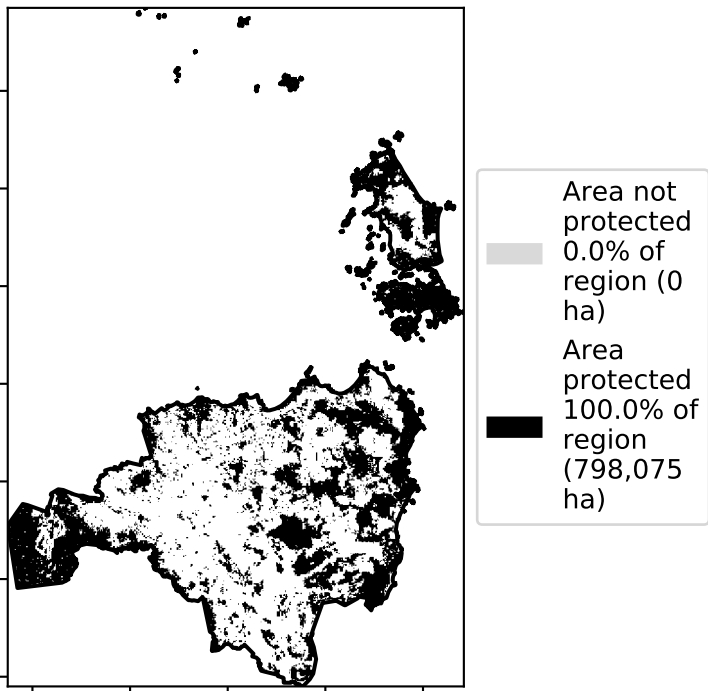 Area not
protected
0.0% of
region (0
ha)
Area
protected
100.0% of
region
(798,075
ha)